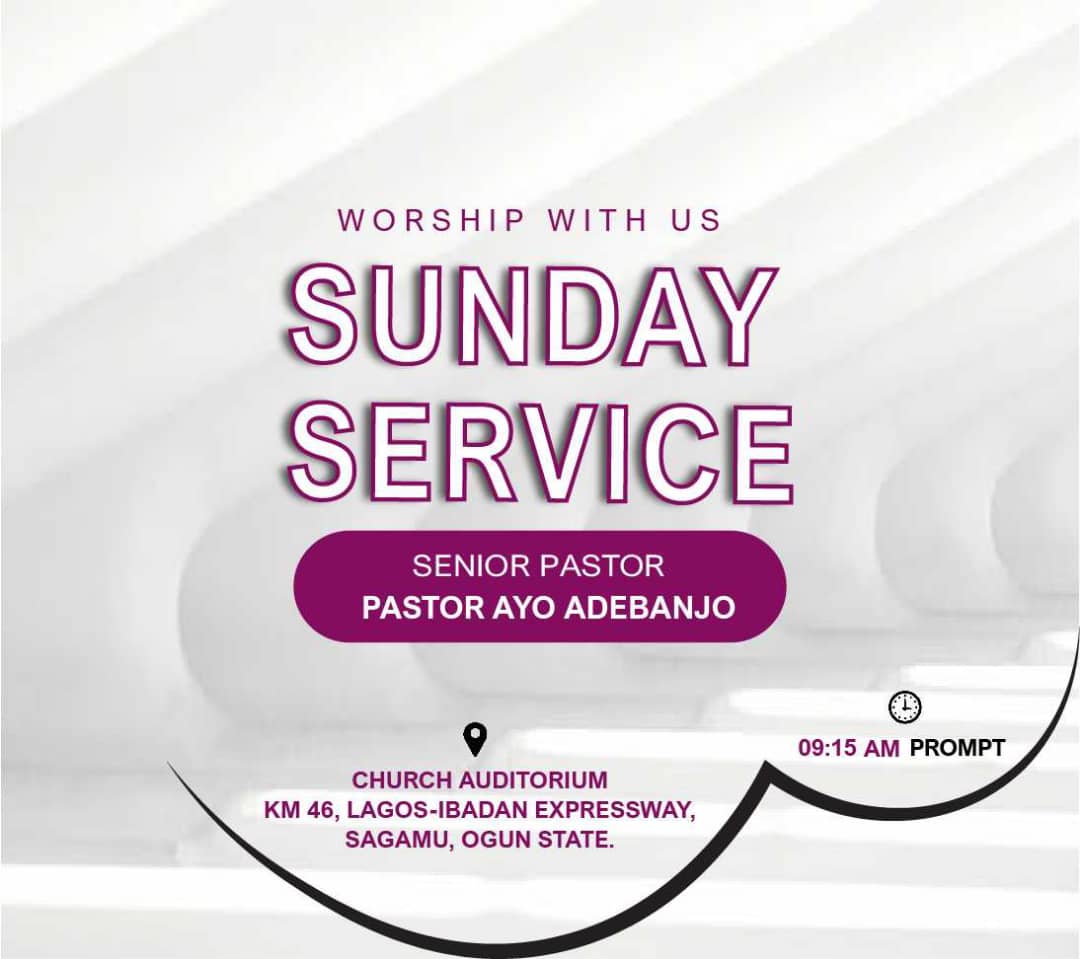 WORSHIP WITH US
SUNDAY
SERVICE
SENIOR PASTOR
PASTOR AYO ADEBANJO
CHURCH AUDITORIUM
KM 46, LAGOS-IBADAN EXPRESSWAY,
SAGAMU, OGUN STATE.
09:15 AM PROMPT